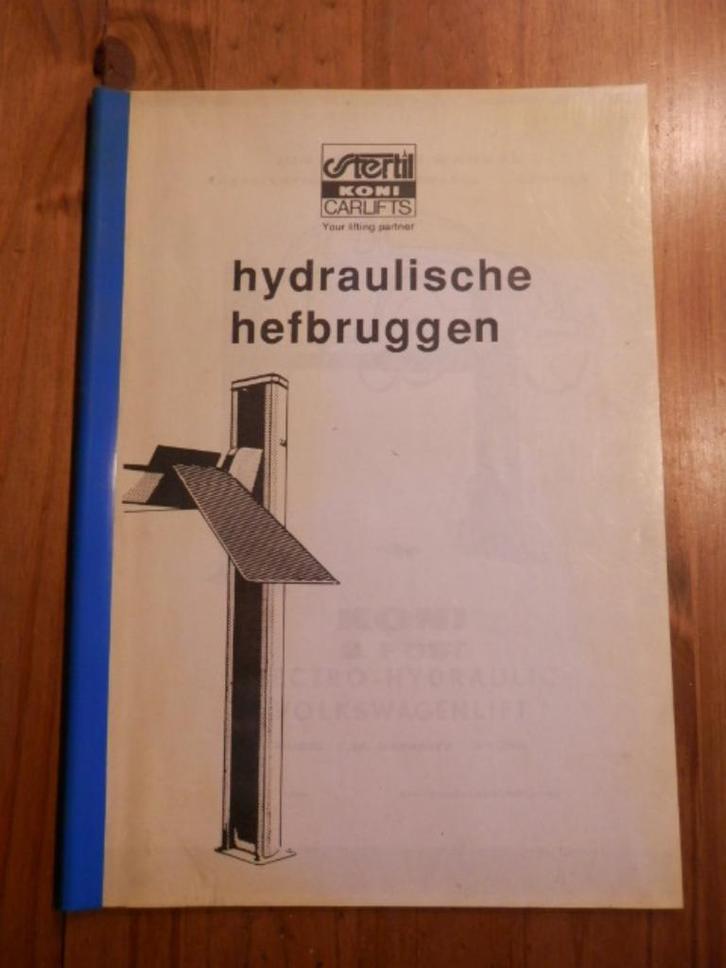 Stertil
KONI
CARLIFTS
Your lifting partner
hydraulische
hefbruggen
KONI
2 POST
ELECTRO-HYDRAULIC
VOLKSWAGENLIFT